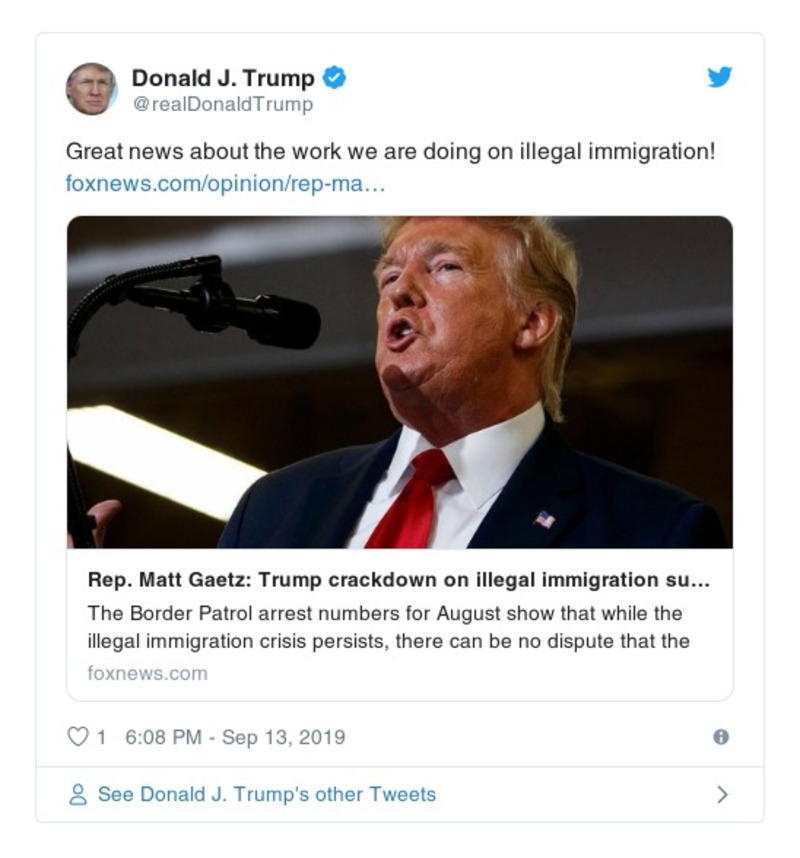 Donald J. Trump
@realDonaldTrump
Great news about the work we are doing on illegal immigration!
foxnews.com/opinion/rep-ma…
Rep. Matt Gaetz: Trump crackdown on illegal immigration su...
The Border Patrol arrest numbers for August show that while the
illegal immigration crisis persists, there can be no dispute that the
foxnews.com
1 6:08 PM - Sep 13, 2019
See Donald J. Trump's other Tweets